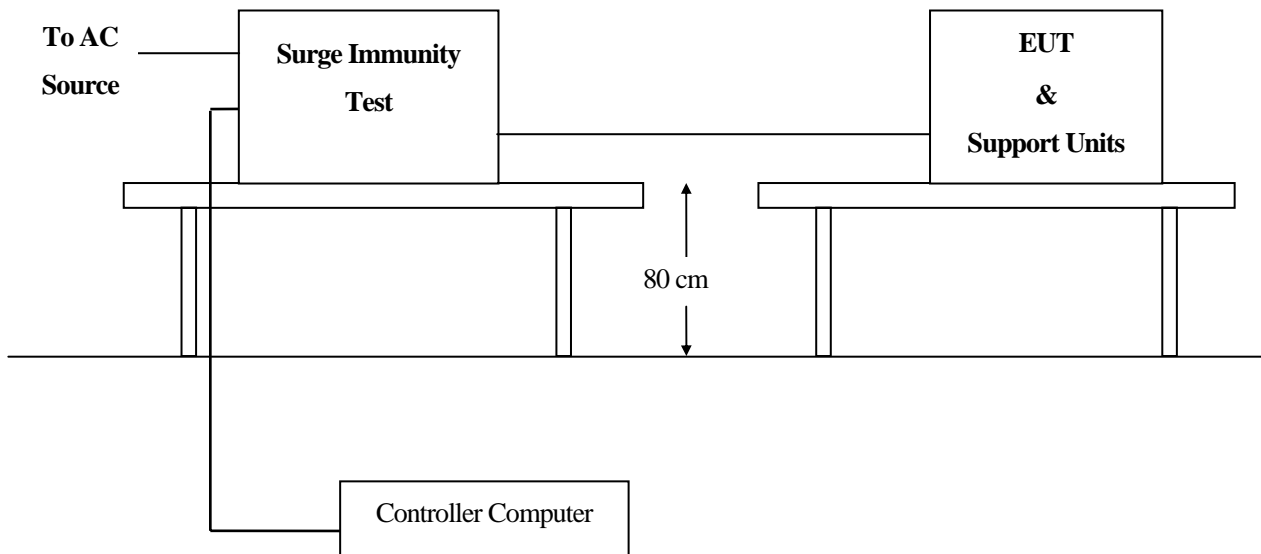 To AC
Source
Surge Immunity
Test
EUT
&
Support Units
80 cm
Controller Computer